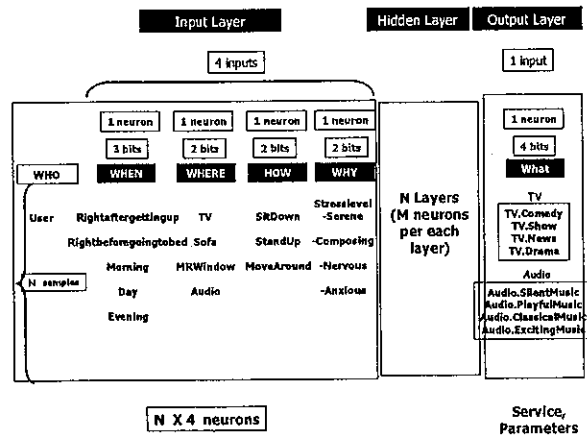 Input Layer Hidden Layer Output Layer
4 inputs 1 input
1 neuron 1 neuron 1 neuron 1 neuron 1 neuron
3 bits 2 bits 2 bits 2 bits 4 bits
WHO WHEN WHERE HOW WHY What
User Rightaftergettingup TV SitDown Stresslevel
-Serene
Rightbeforegoingtobed Sofa StandUp -Composing
Morning MRWindow MoveAround -Nervous
Day Audio -Anxious
Evening
N samples
N Layers
(M neurons
per each
layer)
TV
TV.Comedy
TV.Show
TV.News
TV.Drama
Audio
Audio.SilentMusic
Audio.PlayfulMusic
Audio.ClassicalMusic
Audio.ExcitingMusic
N X 4 neurons
Service,
Parameters